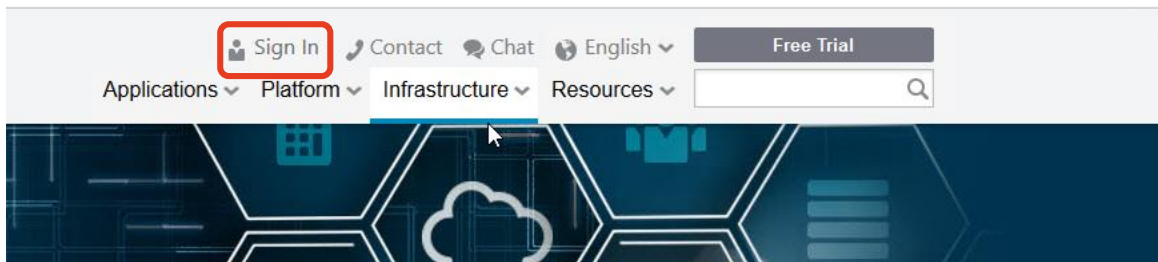 Sign In Contact Chat English Free Trial
Applications Platform Infrastructure Resources